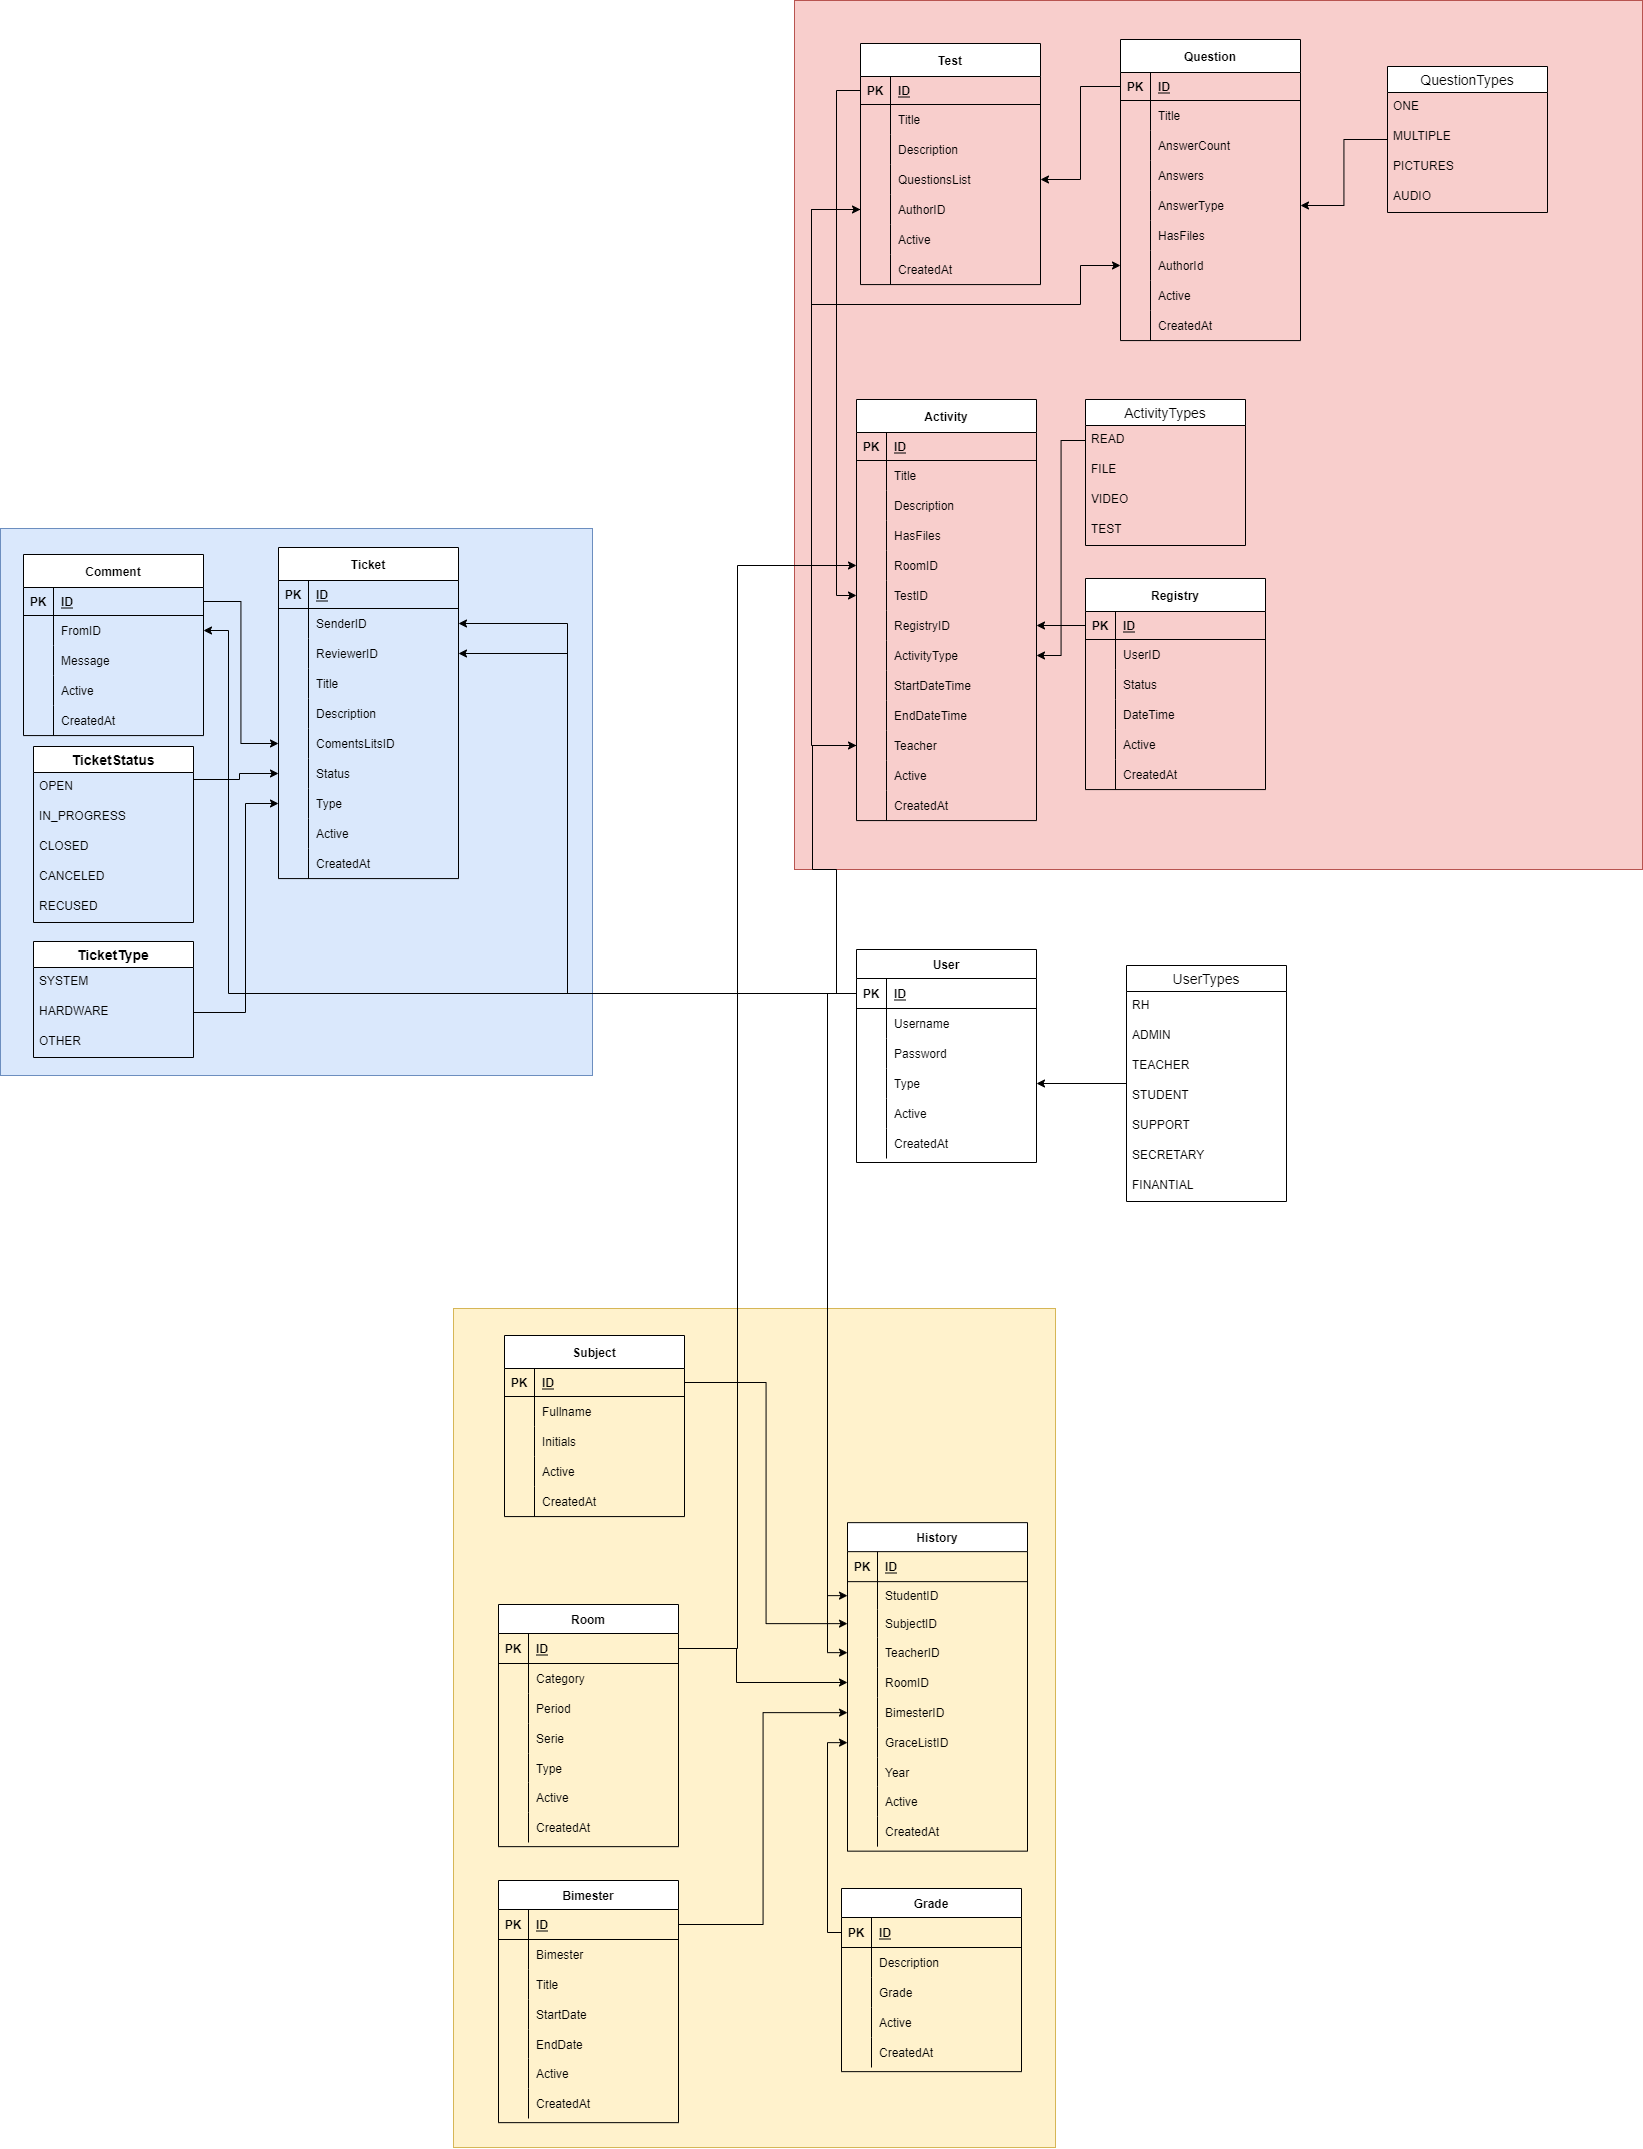 Test
PK ID
Title
Description
QuestionsList
AuthorID
Active
CreatedAt
Question
PK ID
Title
AnswerCount
Answers
AnswerType
HasFiles
AuthorId
Active
CreatedAt
QuestionTypes
ONE
MULTIPLE
PICTURES
AUDIO
Activity
PK ID
Title
Description
HasFiles
RoomID
TestID
RegistryID
ActivityType
StartDateTime
EndDateTime
Teacher
Active
CreatedAt
ActivityTypes
READ
FILE
VIDEO
TEST
Registry
PK ID
UserID
Status
DateTime
Active
CreatedAt
Comment
PK ID
FromID
Message
Active
CreatedAt
Ticket
PK ID
SenderID
ReviewerID
Title
Description
ComentsLitsID
Status
Type
Active
CreatedAt
TicketStatus
OPEN
IN_PROGRESS
CLOSED
CANCELED
RECUSED
TicketType
SYSTEM
HARDWARE
OTHER
User
PK ID
Username
Password
Type
Active
CreatedAt
UserTypes
RH
ADMIN
TEACHER
STUDENT
SUPPORT
SECRETARY
FINANTIAL
Subject
PK ID
Fullname
Initials
Active
CreatedAt
History
PK ID
StudentID
SubjectID
TeacherID
RoomID
BimesterID
GraceListID
Year
Active
CreatedAt
Room
PK ID
Category
Period
Serie
Type
Active
CreatedAt
Bimester
PK ID
Bimester
Title
StartDate
EndDate
Active
CreatedAt
Grade
PK ID
Description
Grade
Active
CreatedAt